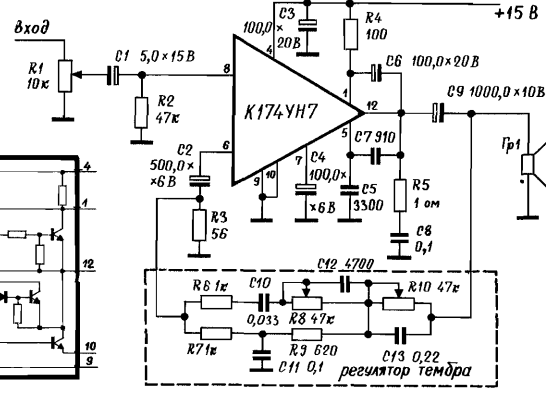 вход
R1
10к
C1 5,0×15В
R2
47к
C2
500,0×
×6В
R3
56
C3
100,0×
20В
+15 В
R4
100
C6 100,0×20В
C9 1000,0×10В
К174УН7
8
4
1
12
5
6
7
9
10
C7 910
C4
100,0×
×6В
C5
3300
R5
1 ом
C8
0,1
Гр1
4
1
12
10
9
R6 1к
C10
0,033
C12 4700
R8 47к
R10 47к
R7 1к
C11 0,1
R9 620
C13 0,22
регулятор тембра